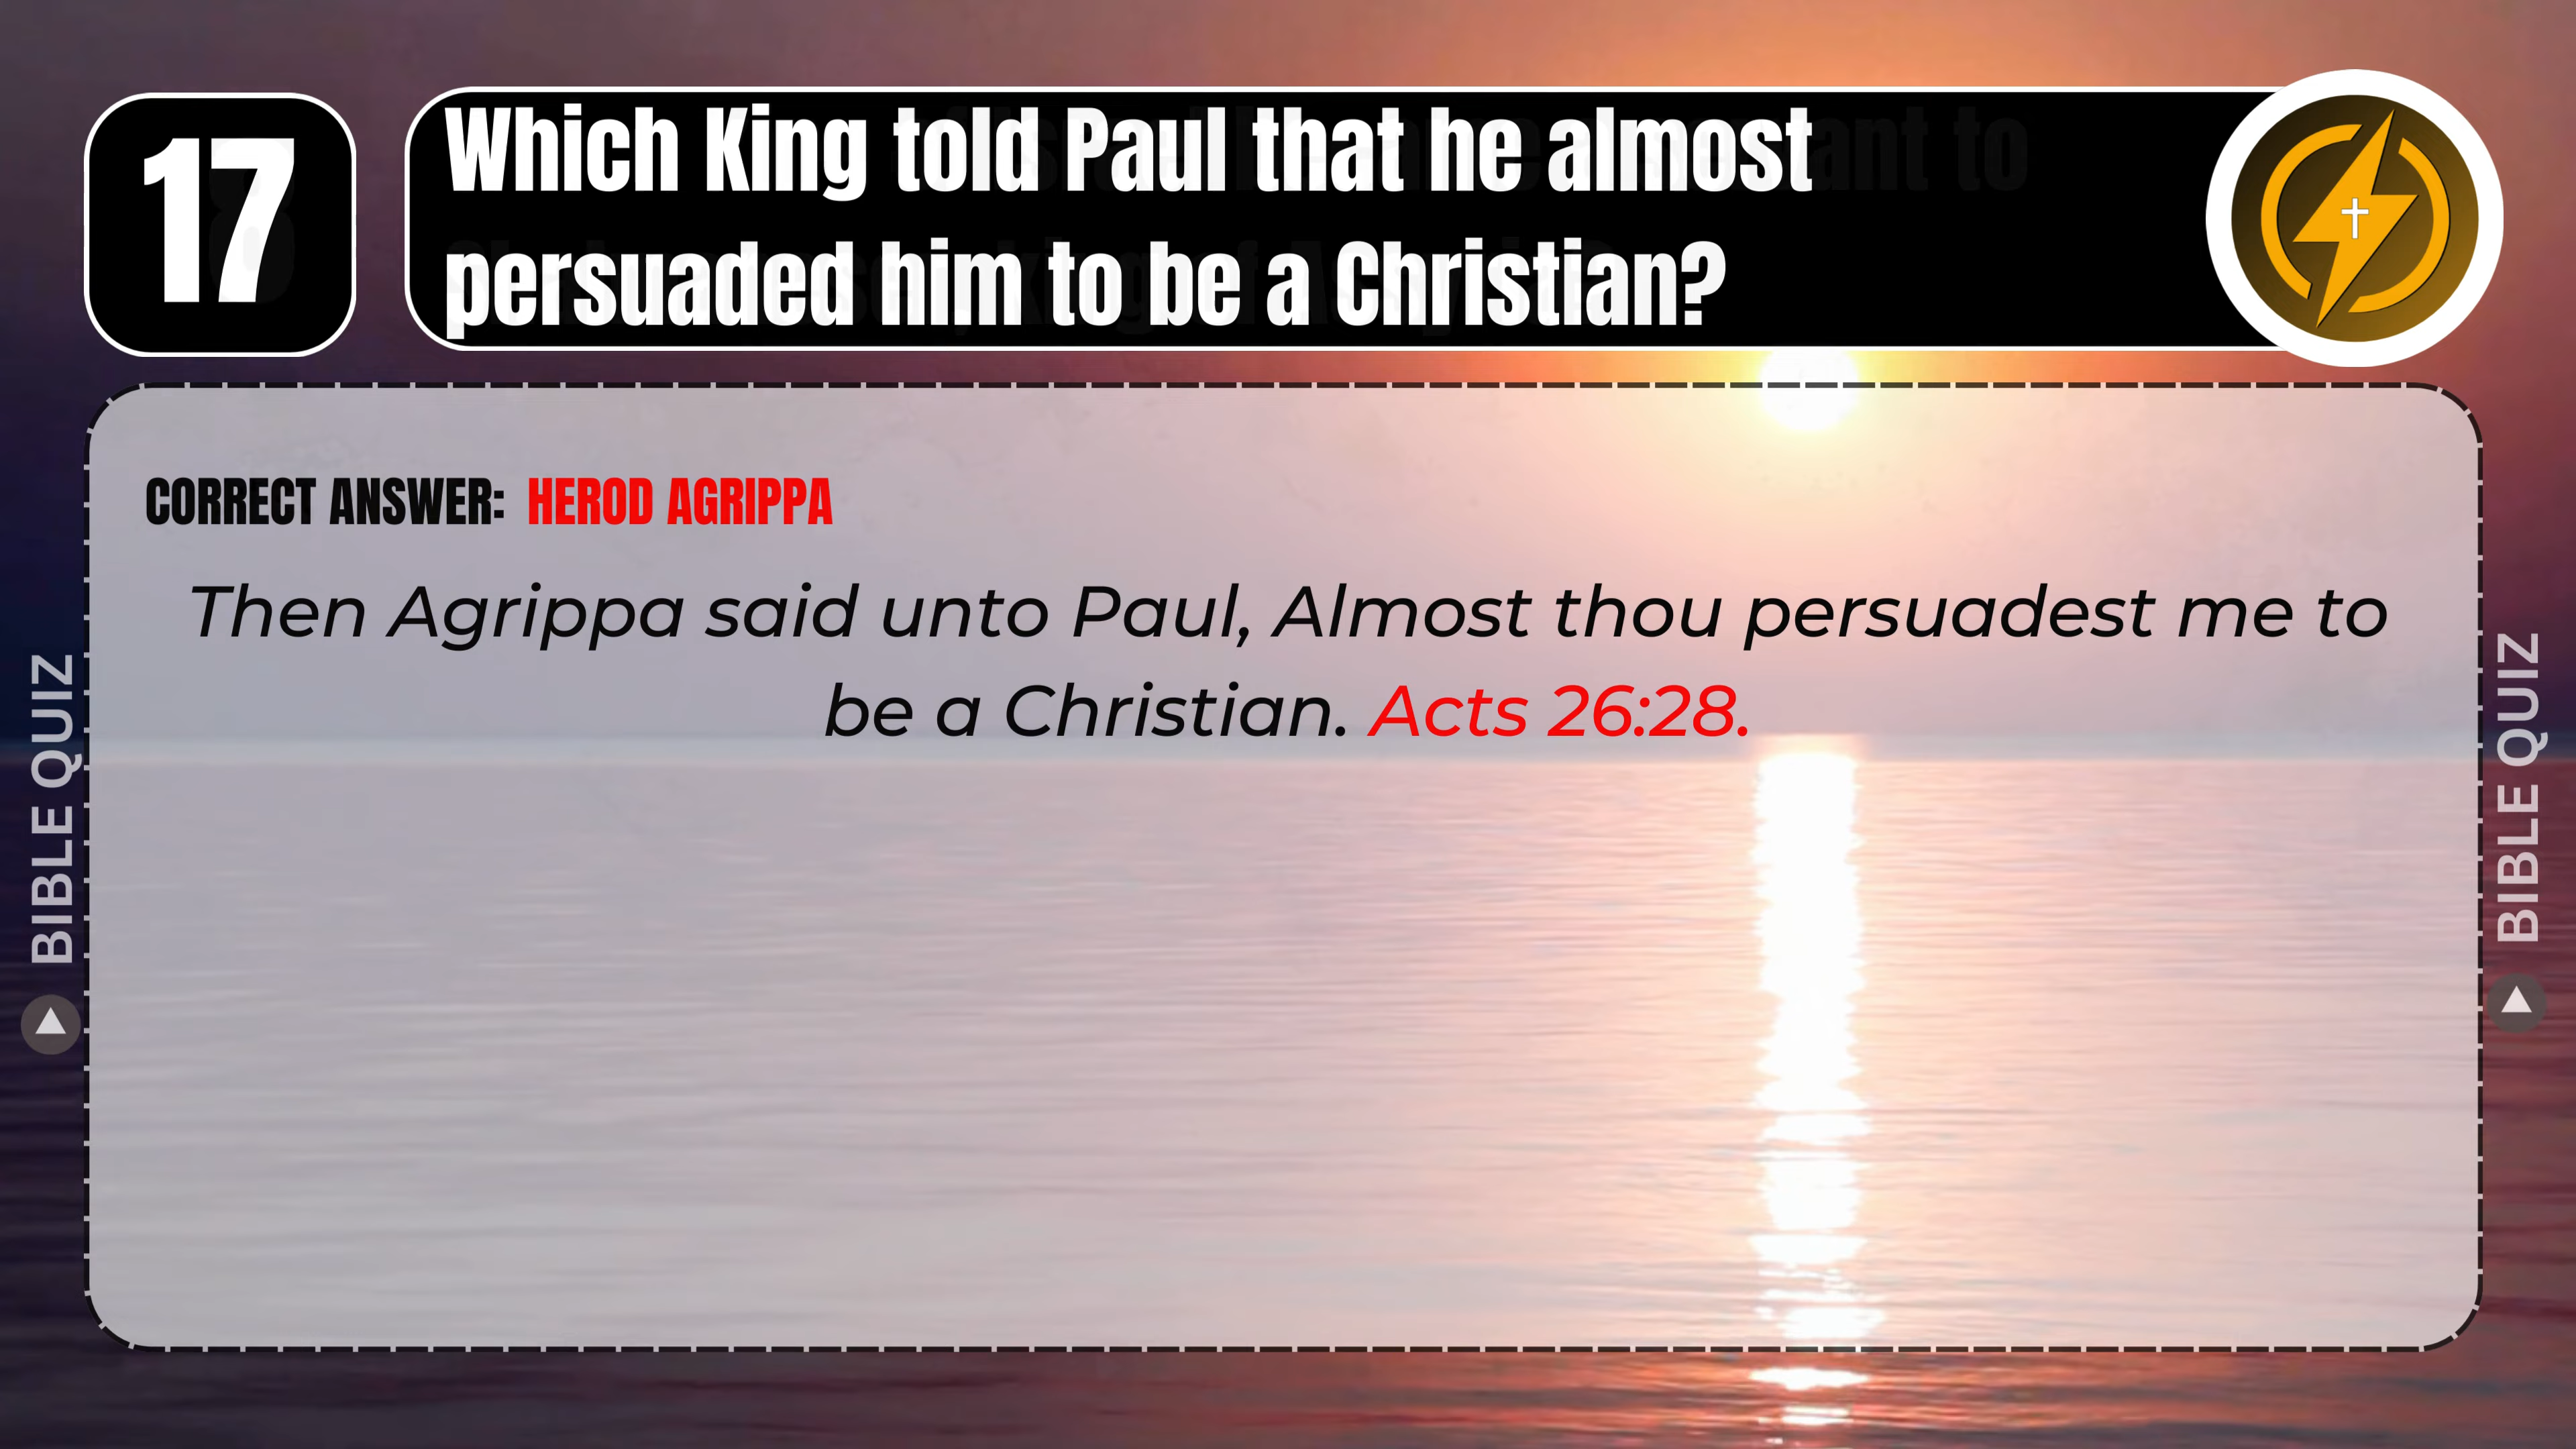 17
Which King told Paul that he almost
persuaded him to be a Christian?
CORRECT ANSWER: HEROD AGRIPPA
Then Agrippa said unto Paul, Almost thou persuadest me to
be a Christian. Acts 26:28.
BIBLE QUIZ
BIBLE QUIZ